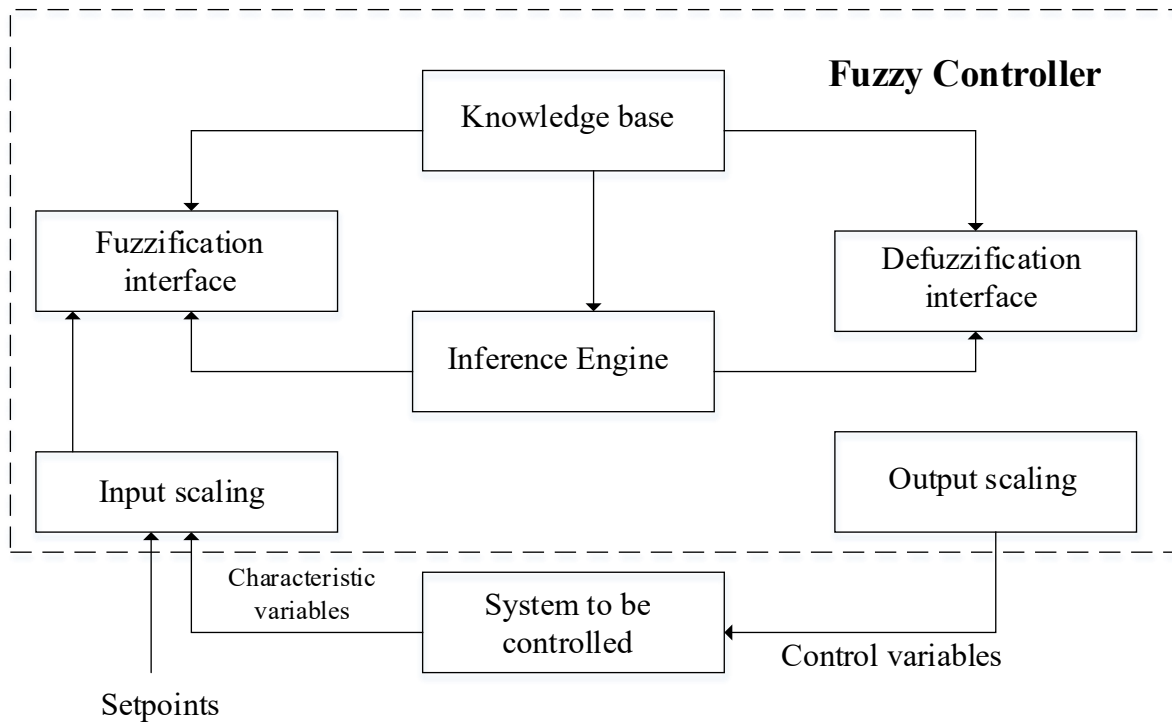 Fuzzy Controller
Knowledge base
Fuzzification
interface
Defuzzification
interface
Inference Engine
Input scaling
Output scaling
Characteristic
variables
System to be
controlled
Control variables
Setpoints